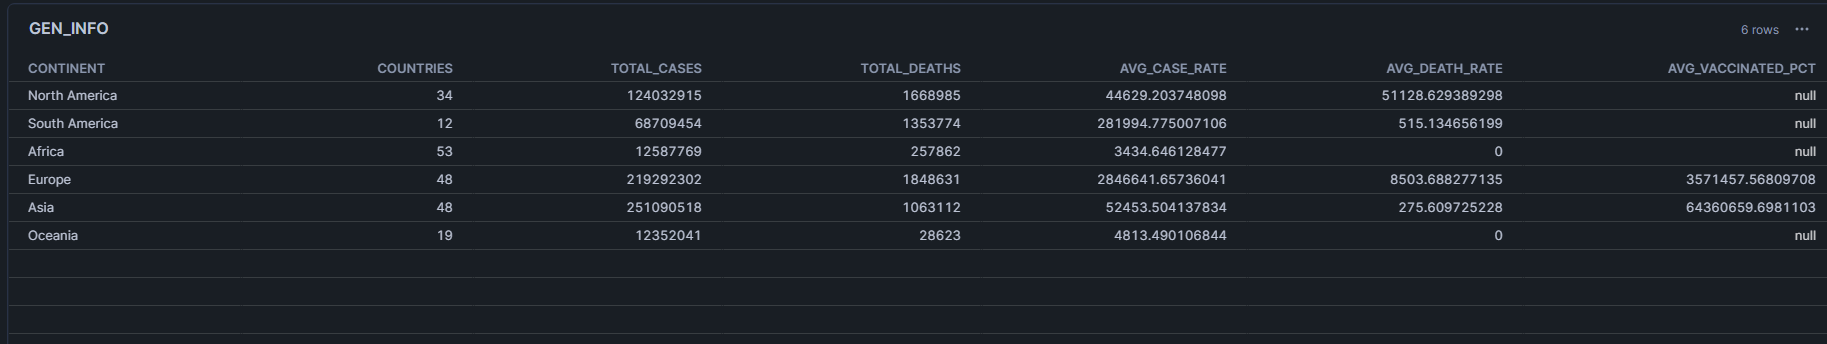 GEN_INFO
6 rows ...
CONTINENT COUNTRIES TOTAL_CASES TOTAL_DEATHS AVG_CASE_RATE AVG_DEATH_RATE AVG_VACCINATED_PCT
North America 34 124032915 1668985 44629.203748098 51128.629389298 null
South America 12 68709454 1353774 281994.775007106 515.134656199 null
Africa 53 12587769 257862 3434.646128477 0 null
Europe 48 219292302 1848631 2846641.65736041 8503.688277135 3571457.56809708
Asia 48 251090518 1063112 52453.504137834 275.609725228 64360659.6981103
Oceania 19 12352041 28623 4813.490106844 0 null